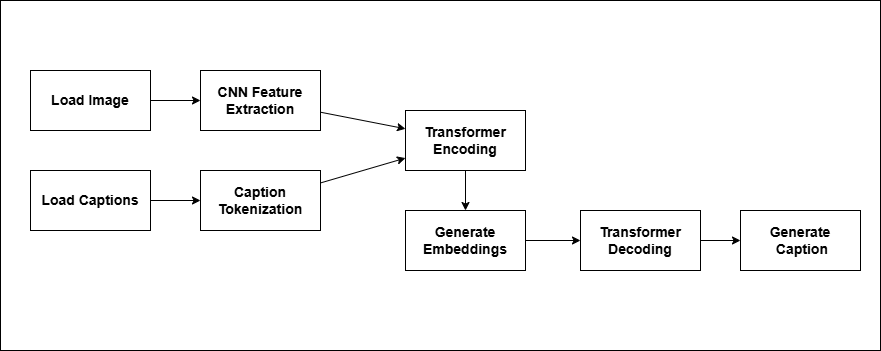 Load Image
CNN Feature
Extraction
Load Captions
Caption
Tokenization
Transformer
Encoding
Generate
Embeddings
Transformer
Decoding
Generate
Caption